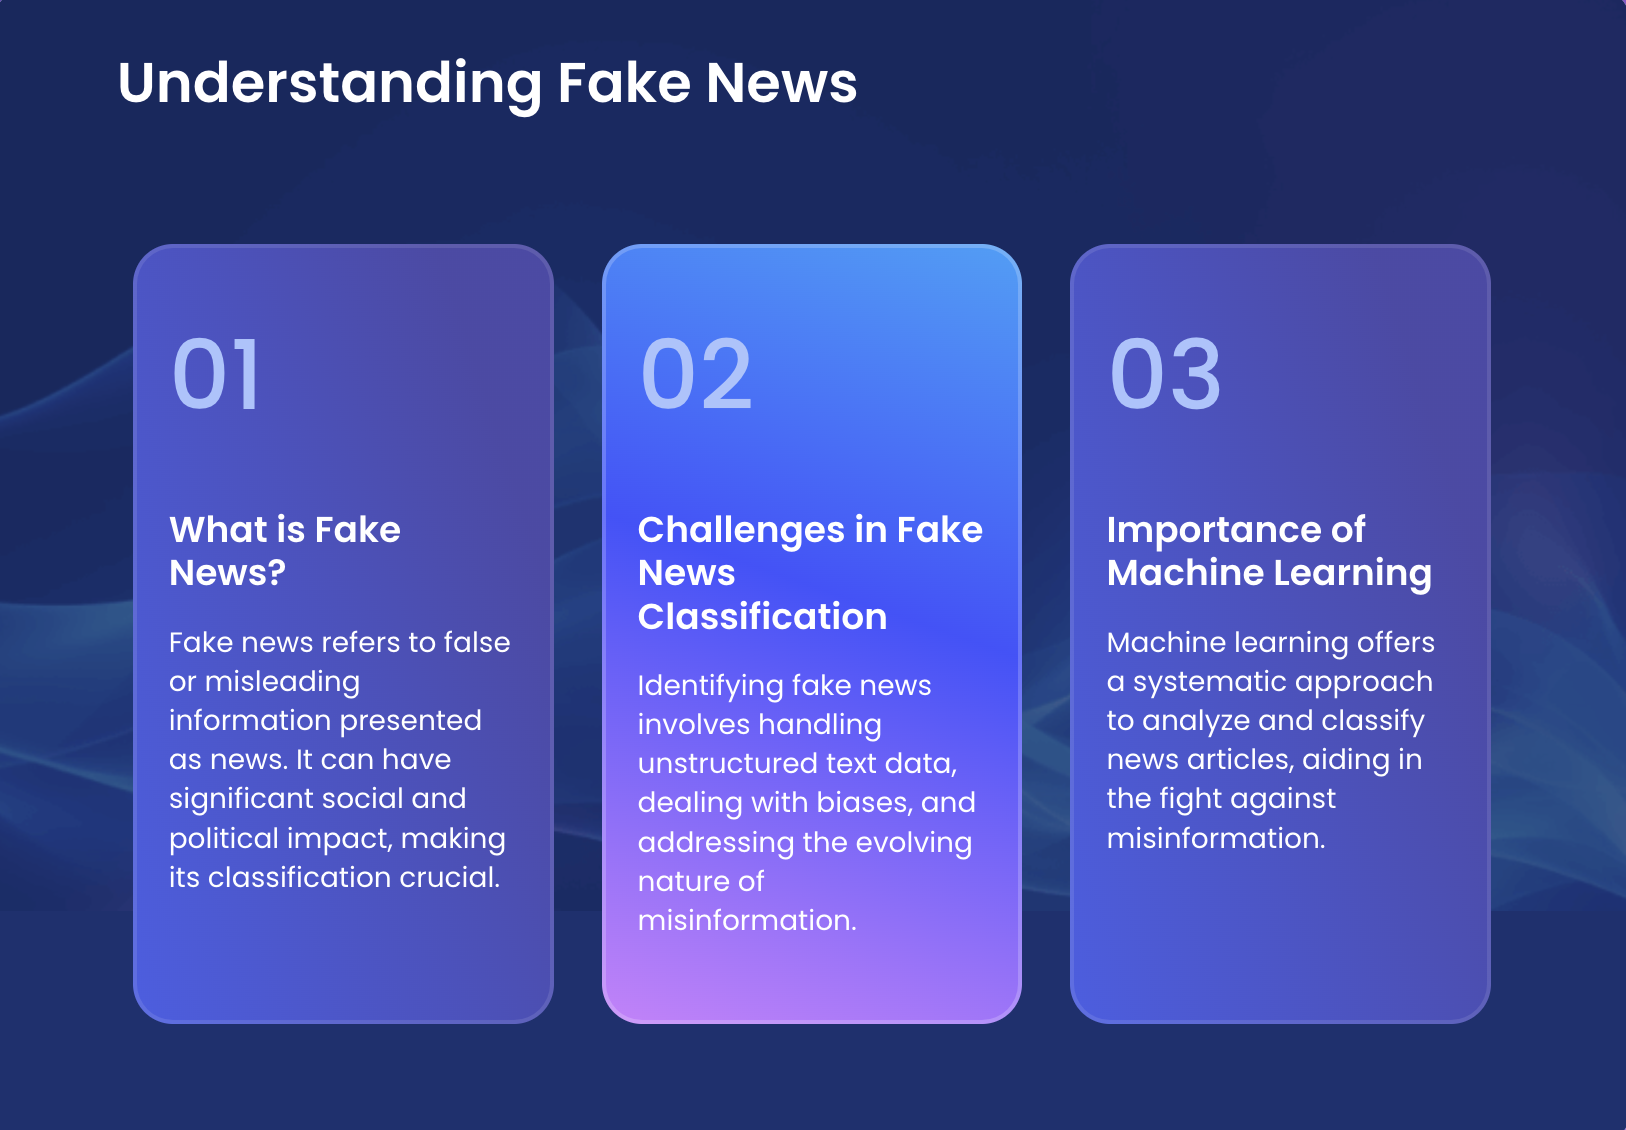 Understanding Fake News
01
What is Fake
News?
Fake news refers to false
or misleading
information presented
as news. It can have
significant social and
political impact, making
its classification crucial.
02
Challenges in Fake
News
Classification
Identifying fake news
involves handling
unstructured text data,
dealing with biases, and
addressing the evolving
nature of
misinformation.
03
Importance of
Machine Learning
Machine learning offers
a systematic approach
to analyze and classify
news articles, aiding in
the fight against
misinformation.